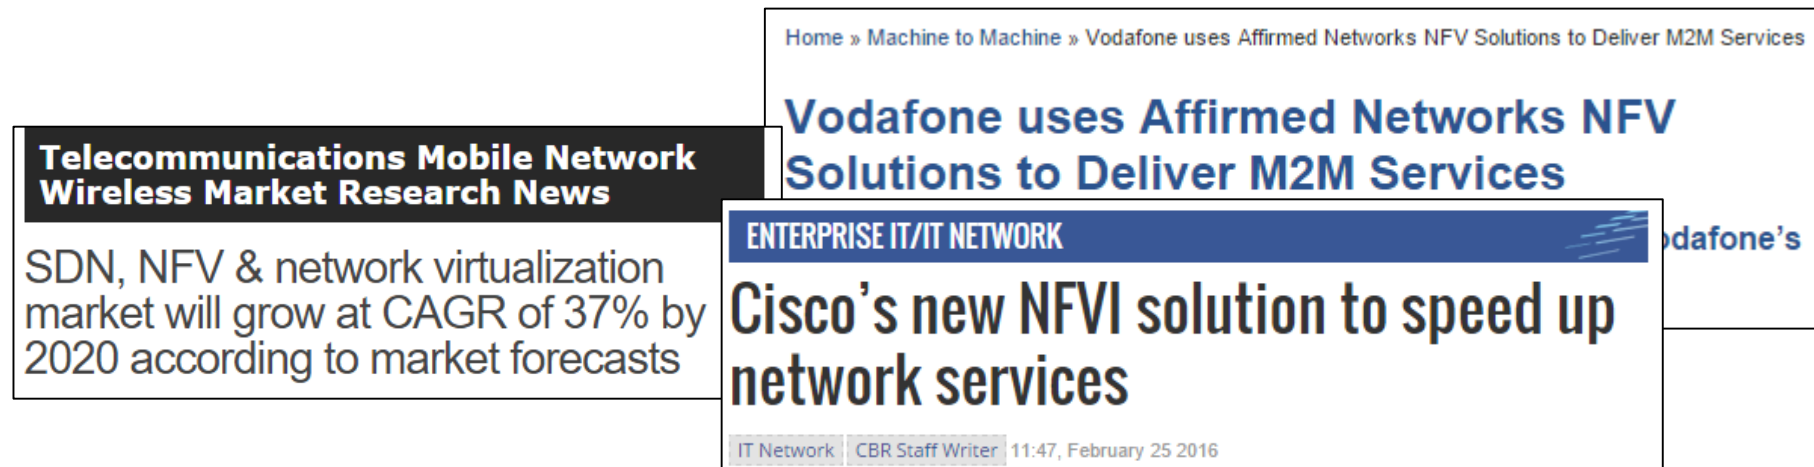 Home » Machine to Machine » Vodafone uses Affirmed Networks NFV Solutions to Deliver M2M Services
Vodafone uses Affirmed Networks NFV
Solutions to Deliver M2M Services
Telecommunications Mobile Network
Wireless Market Research News
SDN, NFV & network virtualization
market will grow at CAGR of 37% by
2020 according to market forecasts
ENTERPRISE IT/IT NETWORK
Cisco's new NFVI solution to speed up
network services
IT Network CBR Staff Writer 11:47, February 25 2016